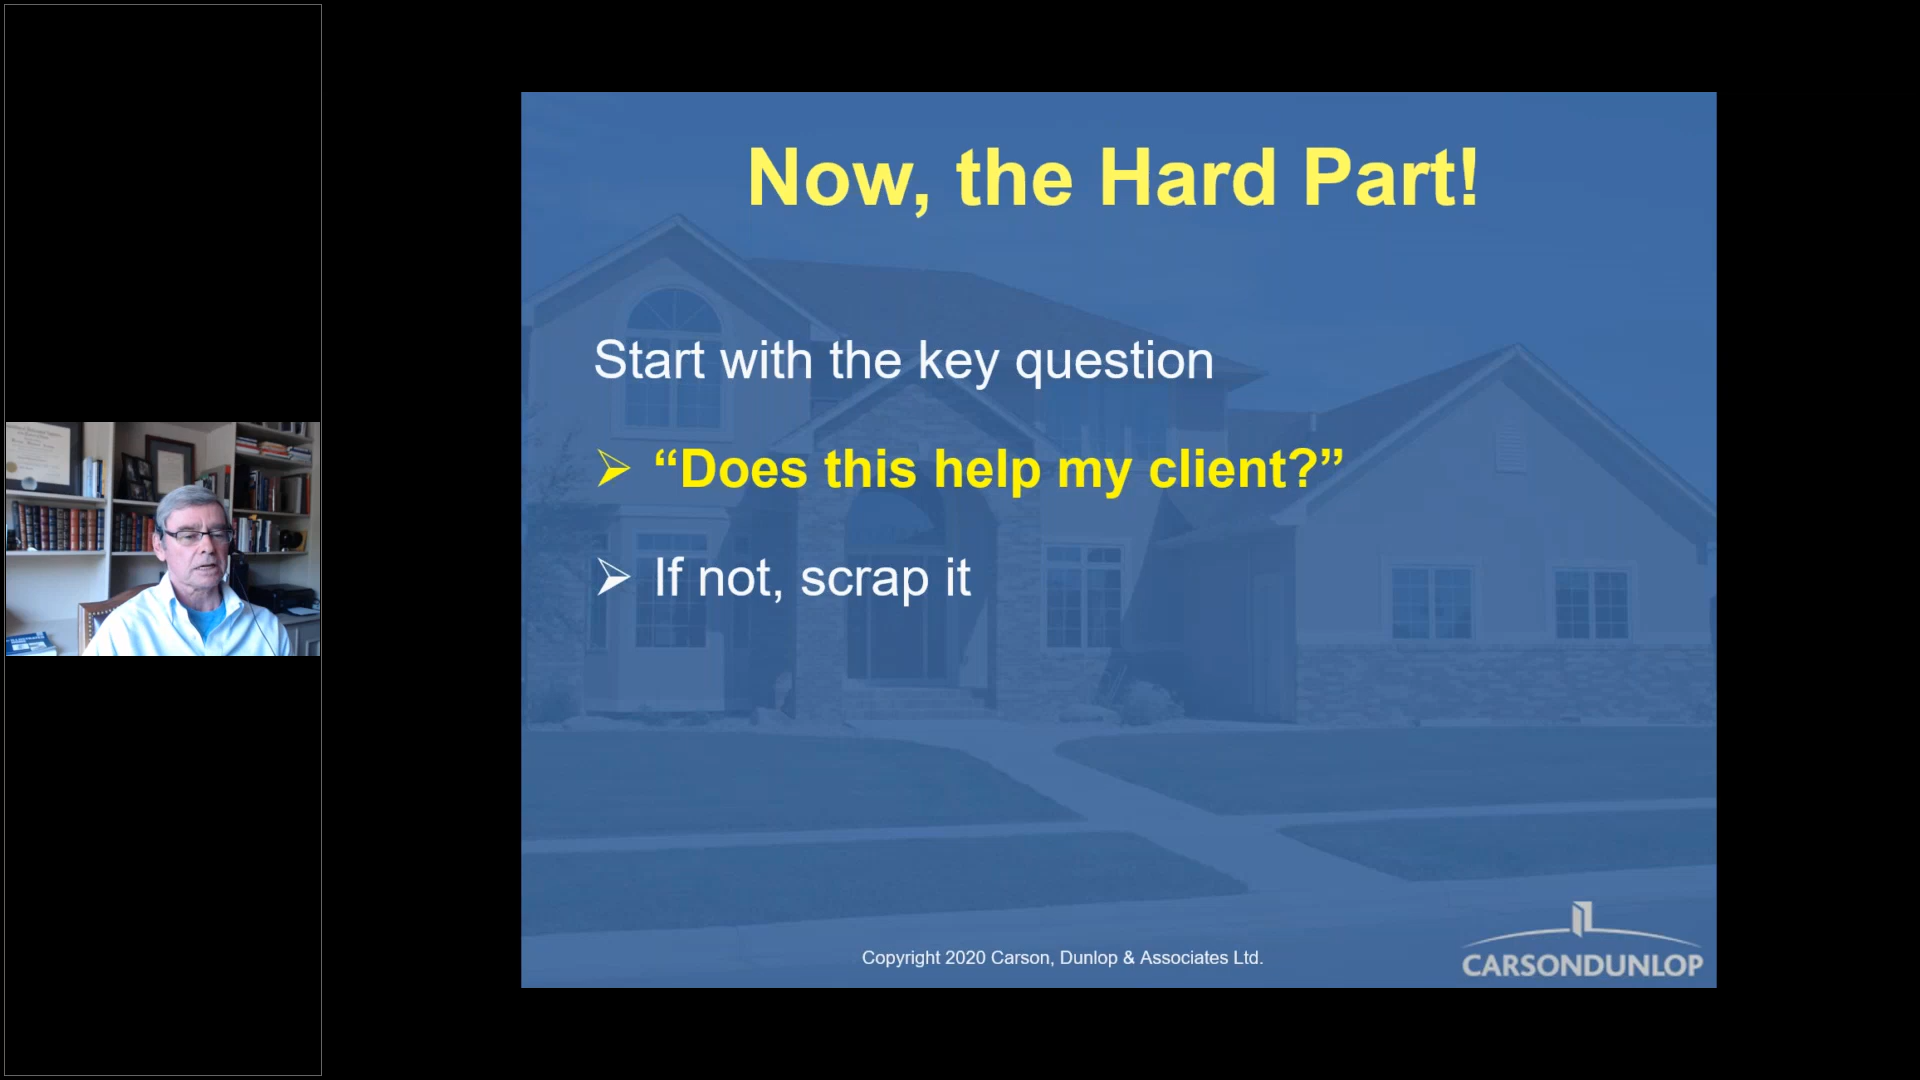 Now, the Hard Part!
Start with the key question
➢ “Does this help my client?”
➢ If not, scrap it
Copyright 2020 Carson, Dunlop & Associates Ltd.
CARSONDUNLOP